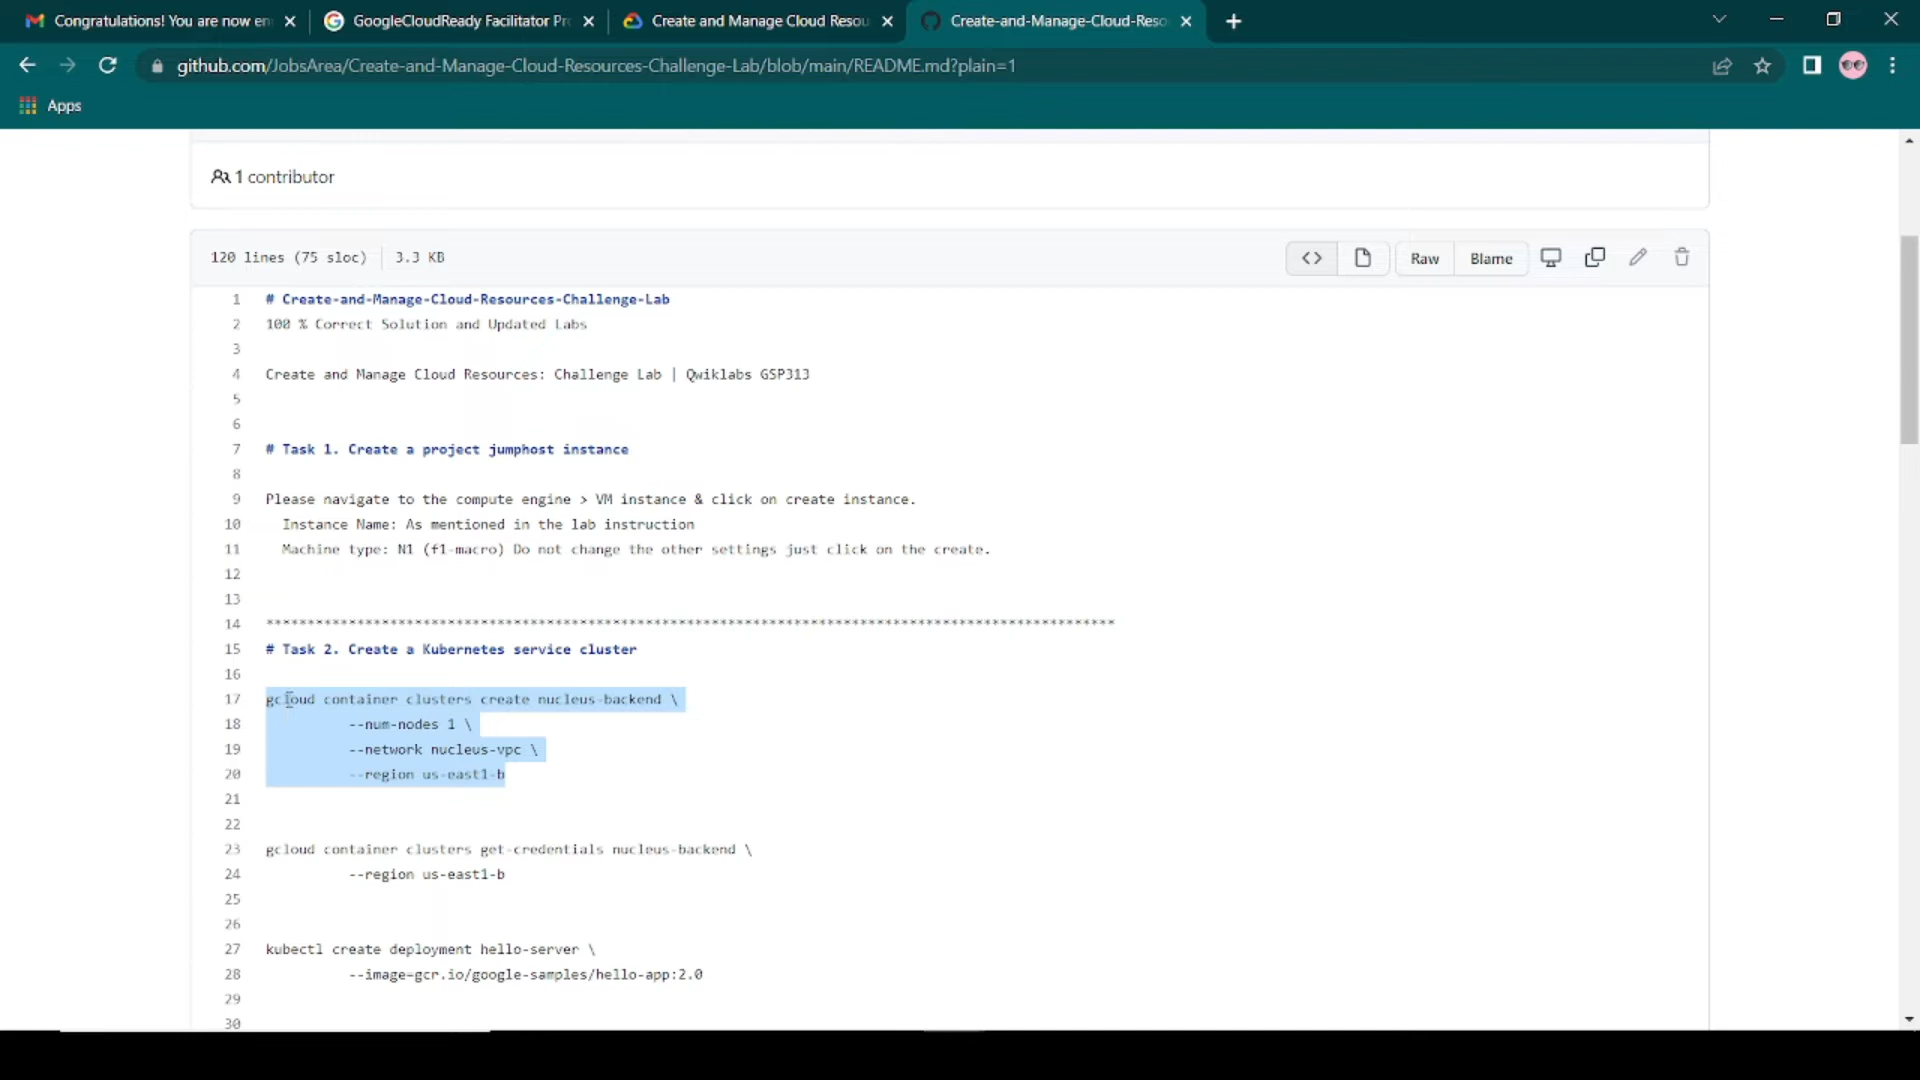 Congratulations! You are now en
GoogleCloudReady Facilitator Pr
Create and Manage Cloud Resou
Create-and-Manage-Cloud-Reso
github.com/JobsArea/Create-and-Manage-Cloud-Resources-Challenge-Lab/blob/main/README.md?plain=1
Apps
1 contributor
120 lines (75 sloc) 3.3 KB
Raw Blame
1 # Create-and-Manage-Cloud-Resources-Challenge-Lab
2 100 % Correct Solution and Updated Labs
3
4 Create and Manage Cloud Resources: Challenge Lab | Qwiklabs GSP313
5
6
7 # Task 1. Create a project jumphost instance
8
9 Please navigate to the compute engine > VM instance & click on create instance.
10 Instance Name: As mentioned in the lab instruction
11 Machine type: N1 (f1-macro) Do not change the other settings just click on the create.
12
13
14 *******************************************************************************************************
15 # Task 2. Create a Kubernetes service cluster
16
17 gcloud container clusters create nucleus-backend \
18 --num-nodes 1 \
19 --network nucleus-vpc \
20 --region us-east1-b
21
22
23 gcloud container clusters get-credentials nucleus-backend \
24 --region us-east1-b
25
26
27 kubectl create deployment hello-server \
28 --image=gcr.io/google-samples/hello-app:2.0
29
30